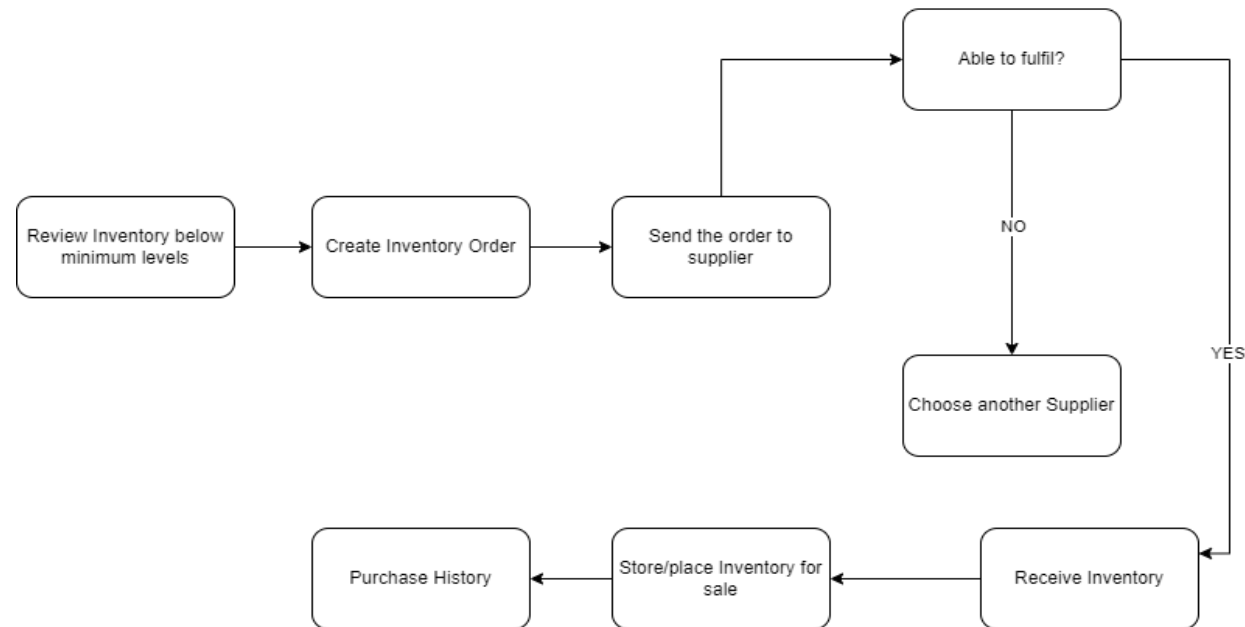 Able to fulfil?
Review Inventory below
minimum levels
Create Inventory Order
Send the order to
supplier
NO
YES
Choose another Supplier
Purchase History
Store/place Inventory for
sale
Receive Inventory